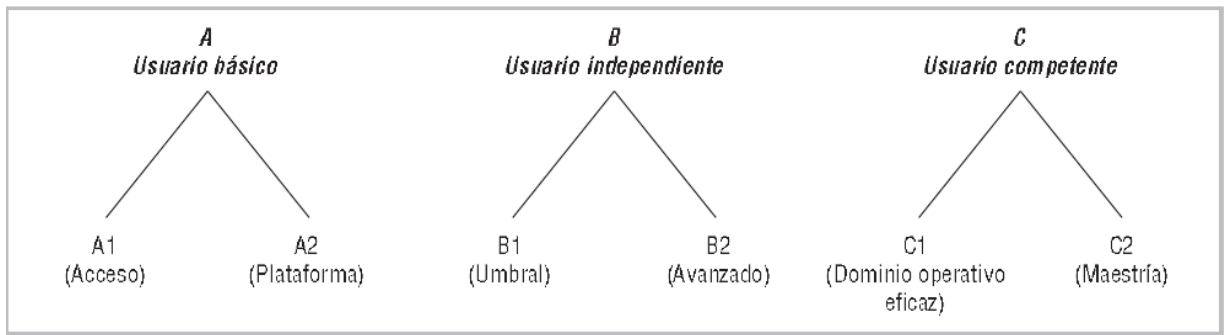 A
Usuario básico
B
Usuario independiente
C
Usuario competente
A1
(Acceso)
A2
(Plataforma)
B1
(Umbral)
B2
(Avanzado)
C1
(Dominio operativo
eficaz)
C2
(Maestría)